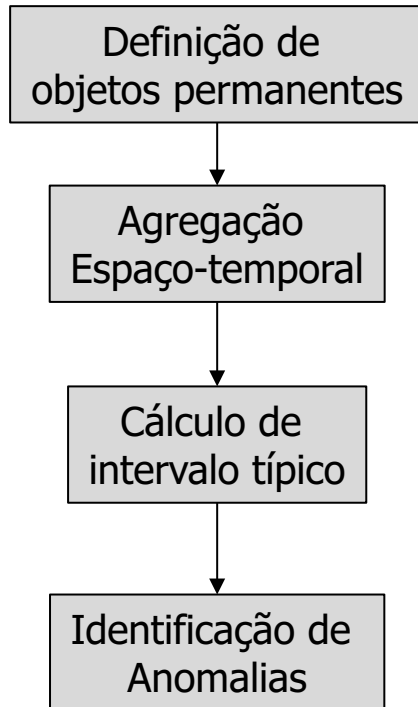 Definição de
objetos permanentes
Agregação
Espaço-temporal
Cálculo de
intervalo típico
Identificação de
Anomalias